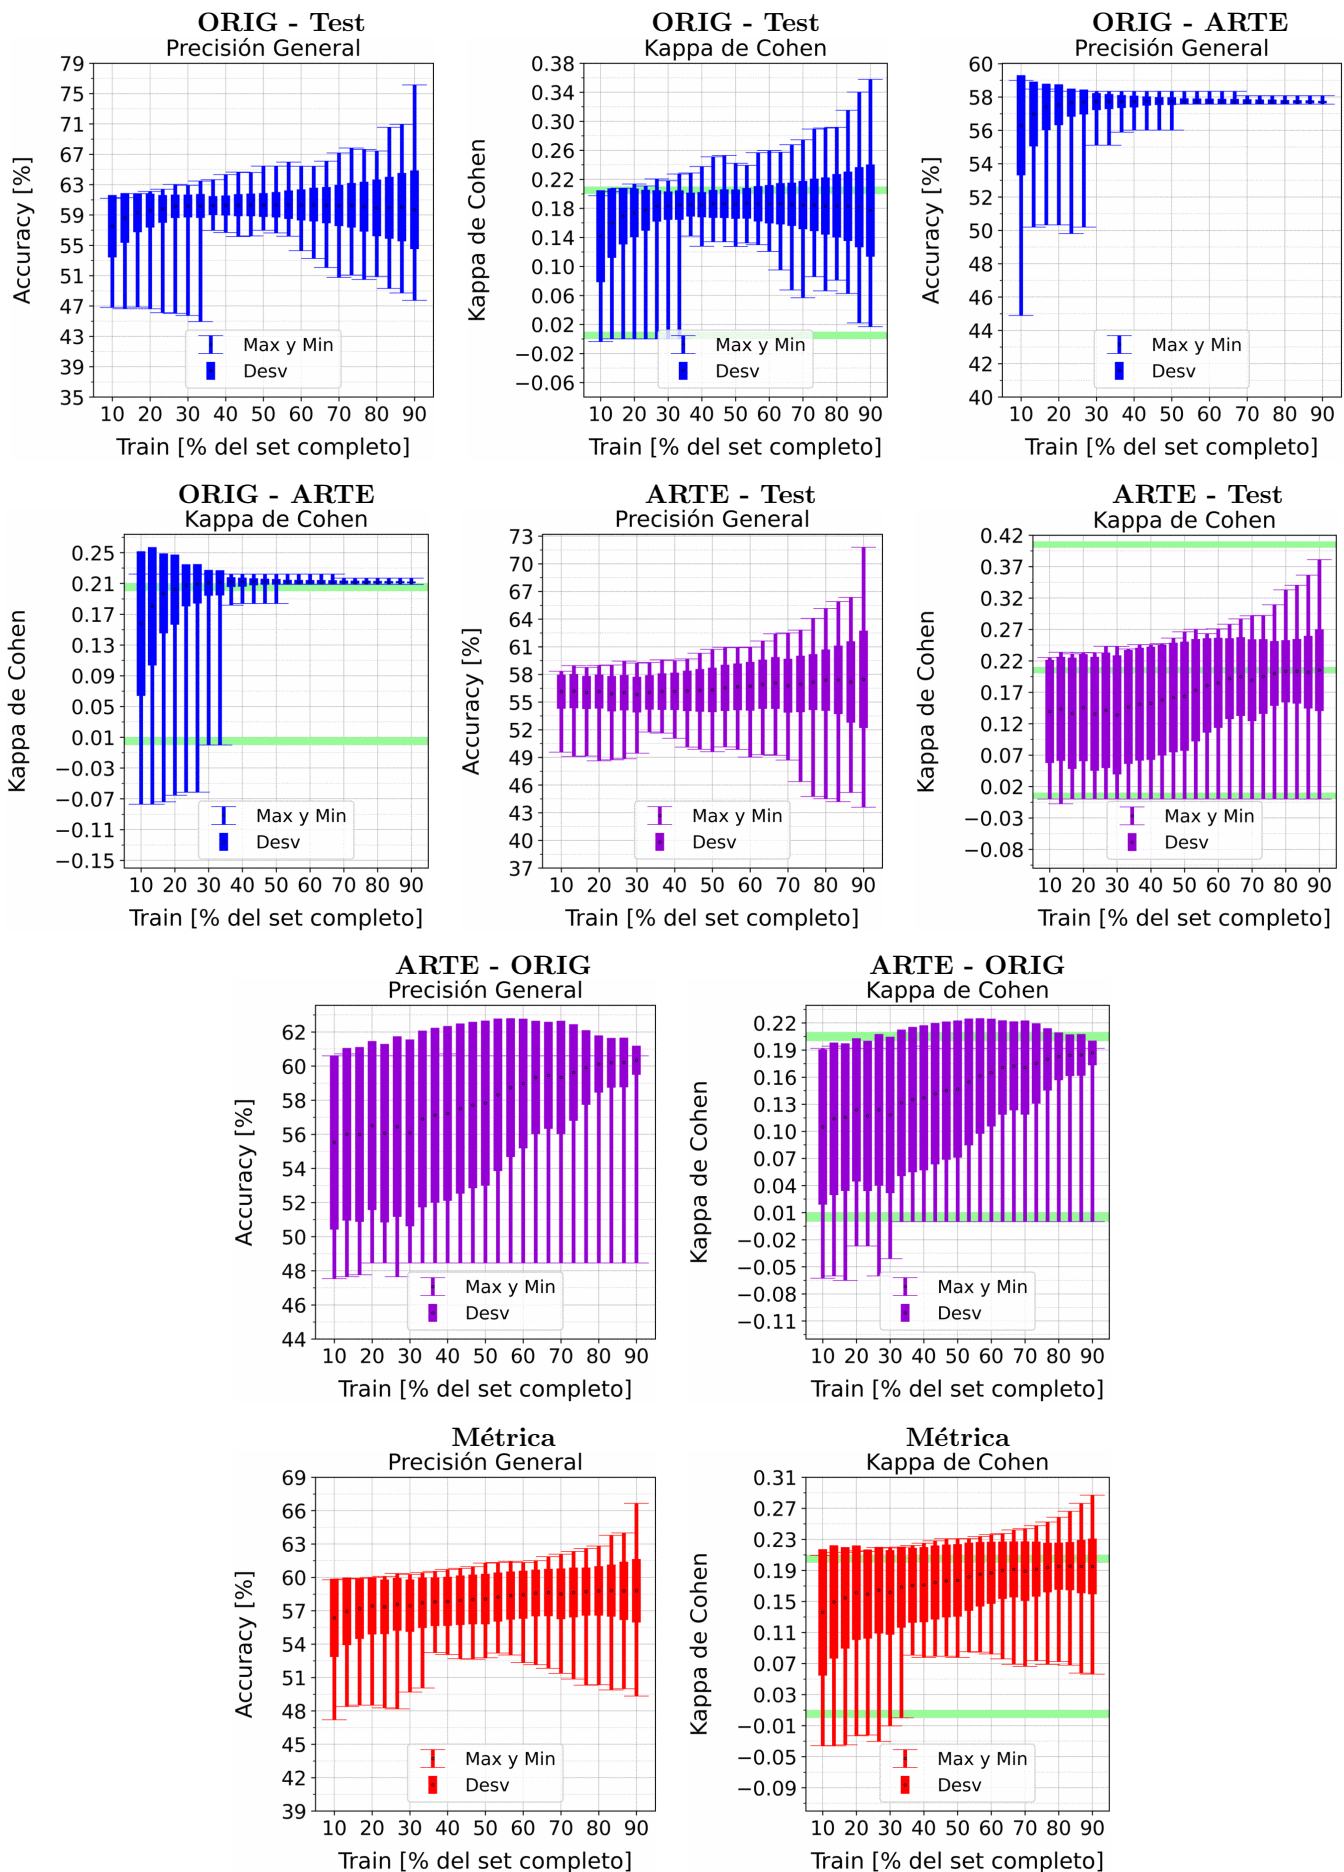 ORIG - Test
Precisión General
79
75
71
67
63
59
55
51
47
43
39
35
Accuracy [%]
Max y Min
Desv
10 20 30 40 50 60 70 80 90
Train [% del set completo]
ORIG - Test
Kappa de Cohen
0.38
0.34
0.30
0.26
0.22
0.18
0.14
0.10
0.06
0.02
−0.02
−0.06
Kappa de Cohen
Max y Min
Desv
10 20 30 40 50 60 70 80 90
Train [% del set completo]
ORIG - ARTE
Precisión General
60
58
56
54
52
50
48
46
44
42
40
Accuracy [%]
Max y Min
Desv
10 20 30 40 50 60 70 80 90
Train [% del set completo]
ORIG - ARTE
Kappa de Cohen
0.25
0.21
0.17
0.13
0.09
0.05
0.01
−0.03
−0.07
−0.11
−0.15
Kappa de Cohen
Max y Min
Desv
10 20 30 40 50 60 70 80 90
Train [% del set completo]
ARTE - Test
Precisión General
73
70
67
64
61
58
55
52
49
46
43
40
37
Accuracy [%]
Max y Min
Desv
10 20 30 40 50 60 70 80 90
Train [% del set completo]
ARTE - Test
Kappa de Cohen
0.42
0.37
0.32
0.27
0.22
0.17
0.12
0.07
0.02
−0.03
−0.08
Kappa de Cohen
Max y Min
Desv
10 20 30 40 50 60 70 80 90
Train [% del set completo]
ARTE - ORIG
Precisión General
62
60
58
56
54
52
50
48
46
44
Accuracy [%]
Max y Min
Desv
10 20 30 40 50 60 70 80 90
Train [% del set completo]
ARTE - ORIG
Kappa de Cohen
0.22
0.19
0.16
0.13
0.10
0.07
0.04
0.01
−0.02
−0.05
−0.08
−0.11
Kappa de Cohen
Max y Min
Desv
10 20 30 40 50 60 70 80 90
Train [% del set completo]
Métrica
Precisión General
69
66
63
60
57
54
51
48
45
42
39
Accuracy [%]
Max y Min
Desv
10 20 30 40 50 60 70 80 90
Train [% del set completo]
Métrica
Kappa de Cohen
0.31
0.27
0.23
0.19
0.15
0.11
0.07
0.03
−0.01
−0.05
−0.09
Kappa de Cohen
Max y Min
Desv
10 20 30 40 50 60 70 80 90
Train [% del set completo]